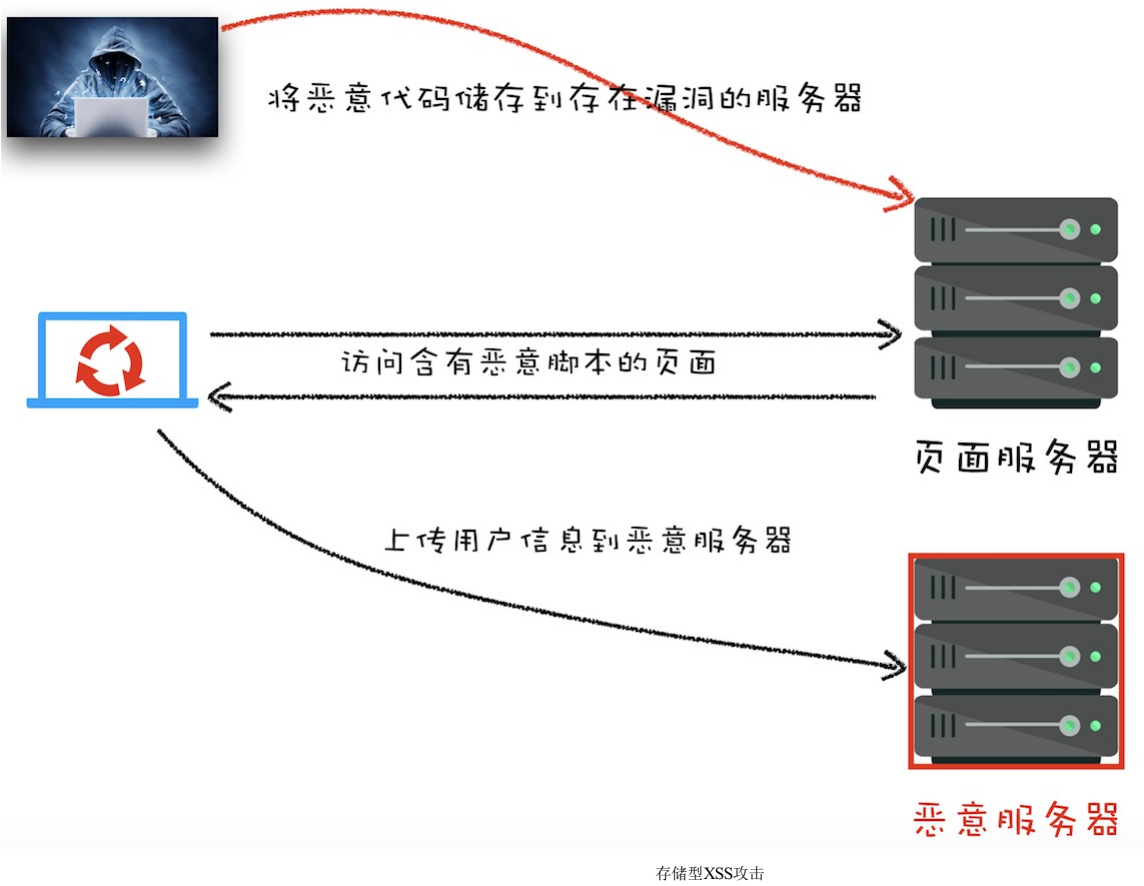 将恶意代码储存到存在漏洞的服务器
访问含有恶意脚本的页面
页面服务器
上传用户信息到恶意服务器
恶意服务器
存储型XSS攻击